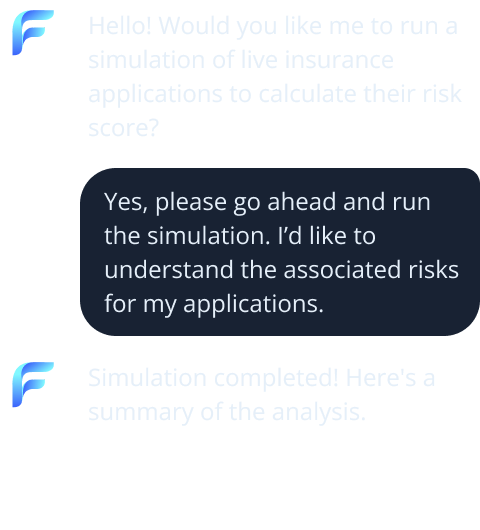 Hello! Would you like me to run a
simulation of live insurance
applications to calculate their risk
score?
Yes, please go ahead and run
the simulation. I’d like to
understand the associated risks
for my applications.
Simulation completed! Here's a
summary of the analysis.